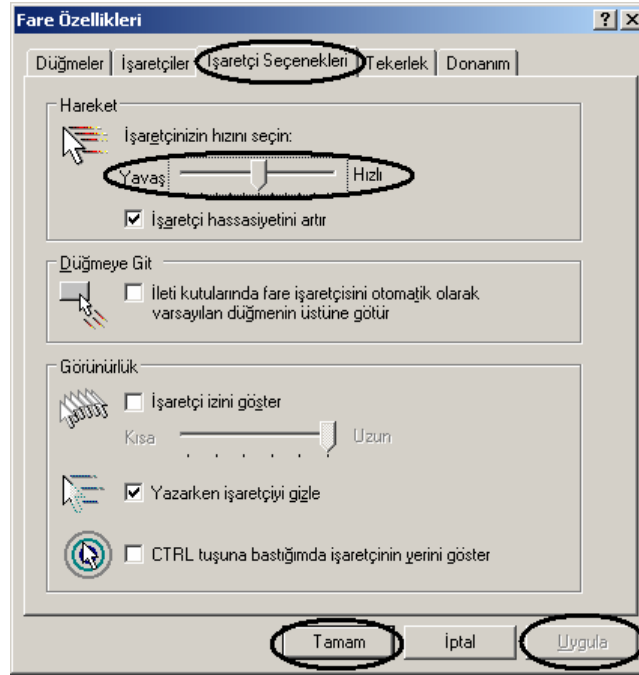 Fare Özellikleri
Düğmeler İşaretçiler İşaretçi Seçenekleri Tekerlek Donanım
Hareket
İşaretçinizin hızını seçin:
Yavaş Hızlı
İşaretçi hassasiyetini artır
Düğmeye Git
İleti kutularında fare işaretçisini otomatik olarak
varsayılan düğmenin üstüne götür
Görünürlük
İşaretçi izini göster
Kısa Uzun
Yazarken işaretçiyi gizle
CTRL tuşuna bastığımda işaretçinin yerini göster
Tamam İptal Uygula